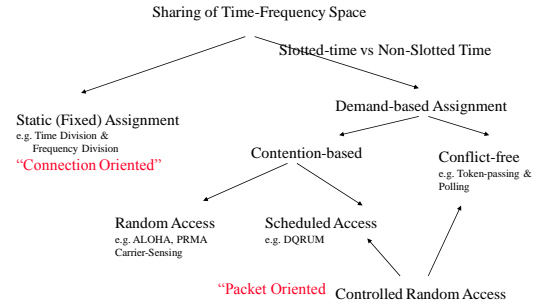 Sharing of Time-Frequency Space
Slotted-time vs Non-Slotted Time
Static (Fixed) Assignment
e.g. Time Division &
Frequency Division
“Connection Oriented”
Demand-based Assignment
Contention-based
Conflict-free
e.g. Token-passing &
Polling
Random Access
e.g. ALOHA, PRMA
Carrier-Sensing
Scheduled Access
e.g. DQRUM
“Packet Oriented
Controlled Random Access